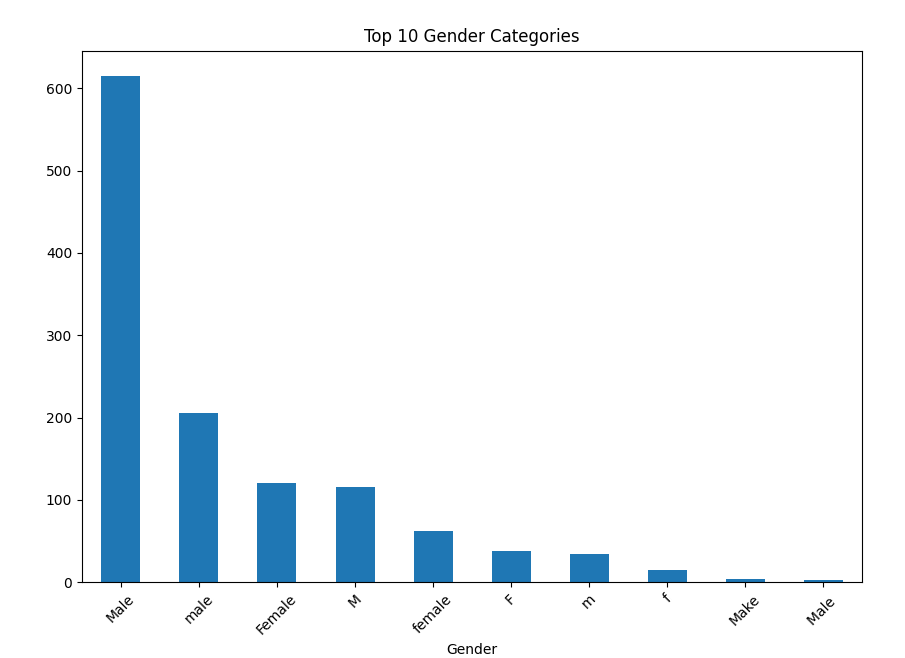 Top 10 Gender Categories
600
500
400
300
200
100
0
Male
male
Female
M
female
F
m
f
Make
Male
Gender